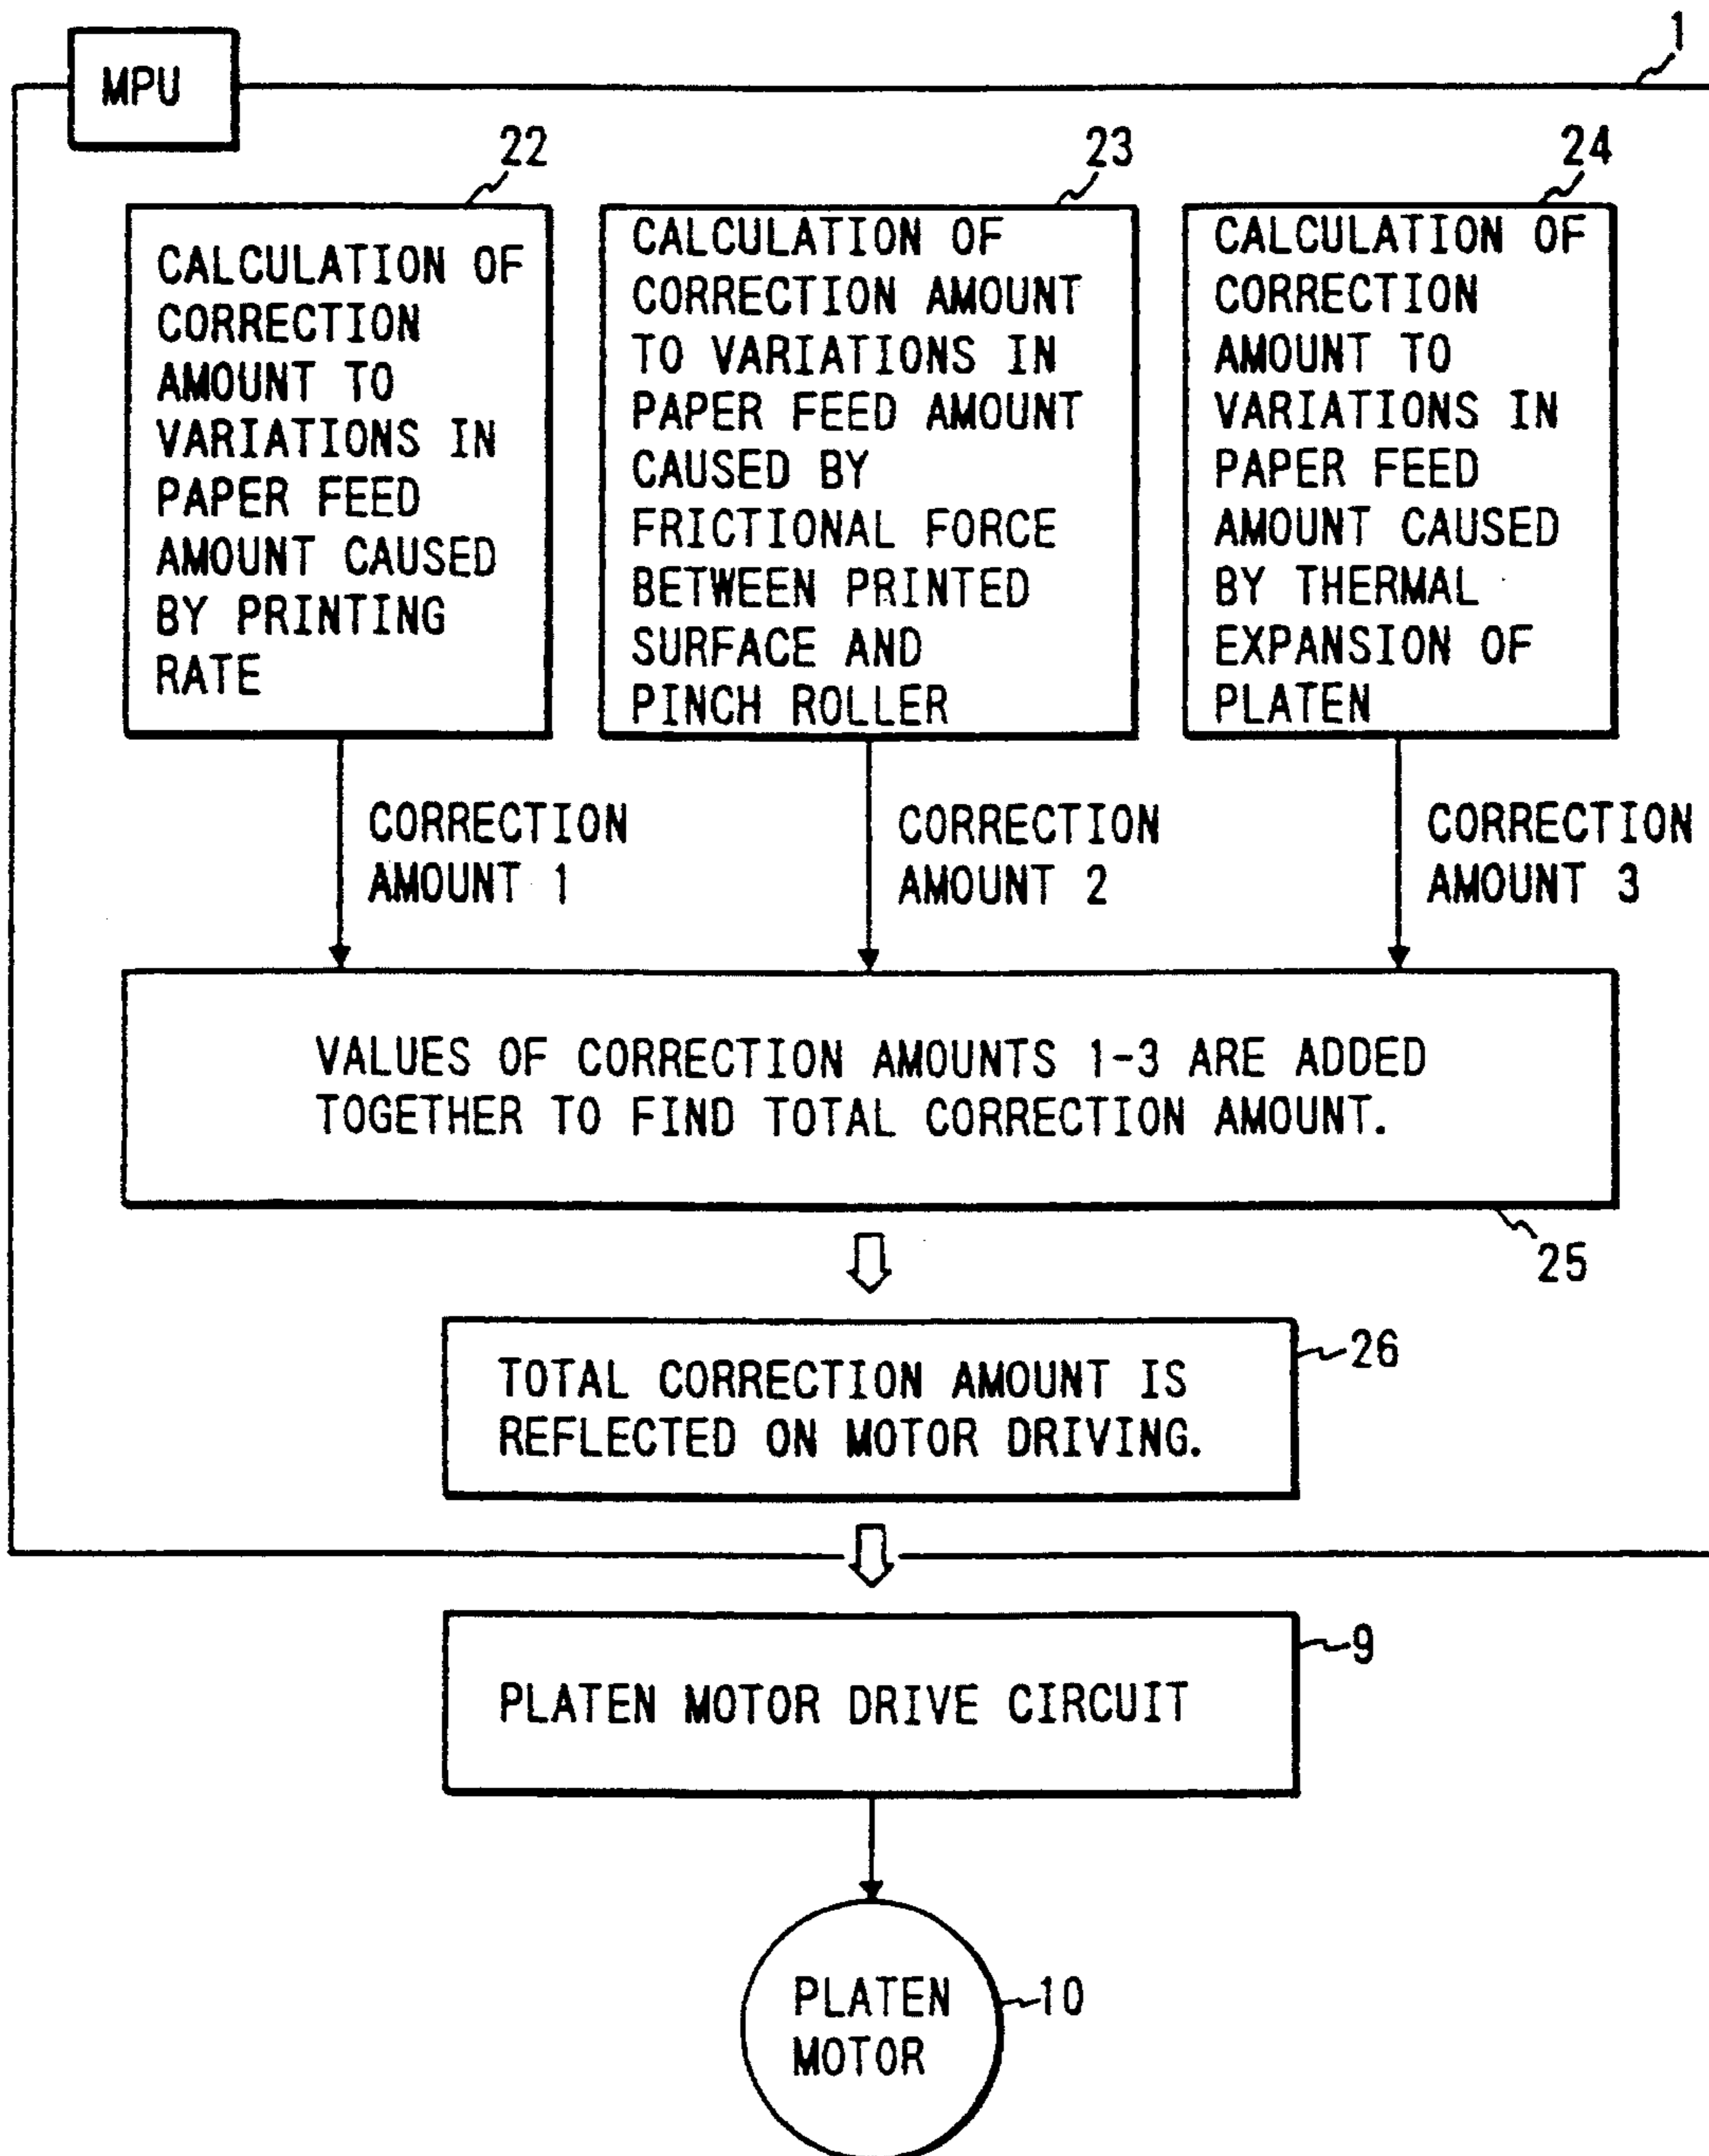 1
MPU
22
CALCULATION OF
CORRECTION
AMOUNT TO
VARIATIONS IN
PAPER FEED
AMOUNT CAUSED
BY PRINTING
RATE
23
CALCULATION OF
CORRECTION AMOUNT
TO VARIATIONS IN
PAPER FEED AMOUNT
CAUSED BY
FRICTIONAL FORCE
BETWEEN PRINTED
SURFACE AND
PINCH ROLLER
24
CALCULATION OF
CORRECTION
AMOUNT TO
VARIATIONS IN
PAPER FEED
AMOUNT CAUSED
BY THERMAL
EXPANSION OF
PLATEN
CORRECTION
AMOUNT 1
CORRECTION
AMOUNT 2
CORRECTION
AMOUNT 3
VALUES OF CORRECTION AMOUNTS 1-3 ARE ADDED
TOGETHER TO FIND TOTAL CORRECTION AMOUNT.
25
TOTAL CORRECTION AMOUNT IS
REFLECTED ON MOTOR DRIVING.
26
PLATEN MOTOR DRIVE CIRCUIT
9
PLATEN
MOTOR
10